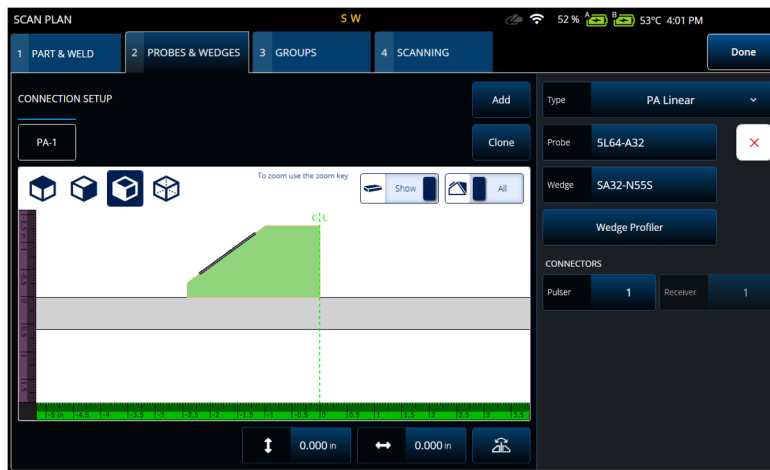 SCAN PLAN
S W
52 % A B 53°C 4:01 PM
1 PART & WELD
2 PROBES & WEDGES
3 GROUPS
4 SCANNING
Done
CONNECTION SETUP
Add
PA-1
Clone
To zoom use the zoom key
Show
All
C L
-5 in -4.5 -4 -3.5 -3 -2.5 -2 -1.5 -1 -0.5 0 0.5 1 1.5 2 2.5 3 3.5
0.000 in
0.000 in
Type PA Linear
Probe 5L64-A32
Wedge SA32-N55S
Wedge Profiler
CONNECTORS
Pulser 1
Receiver 1